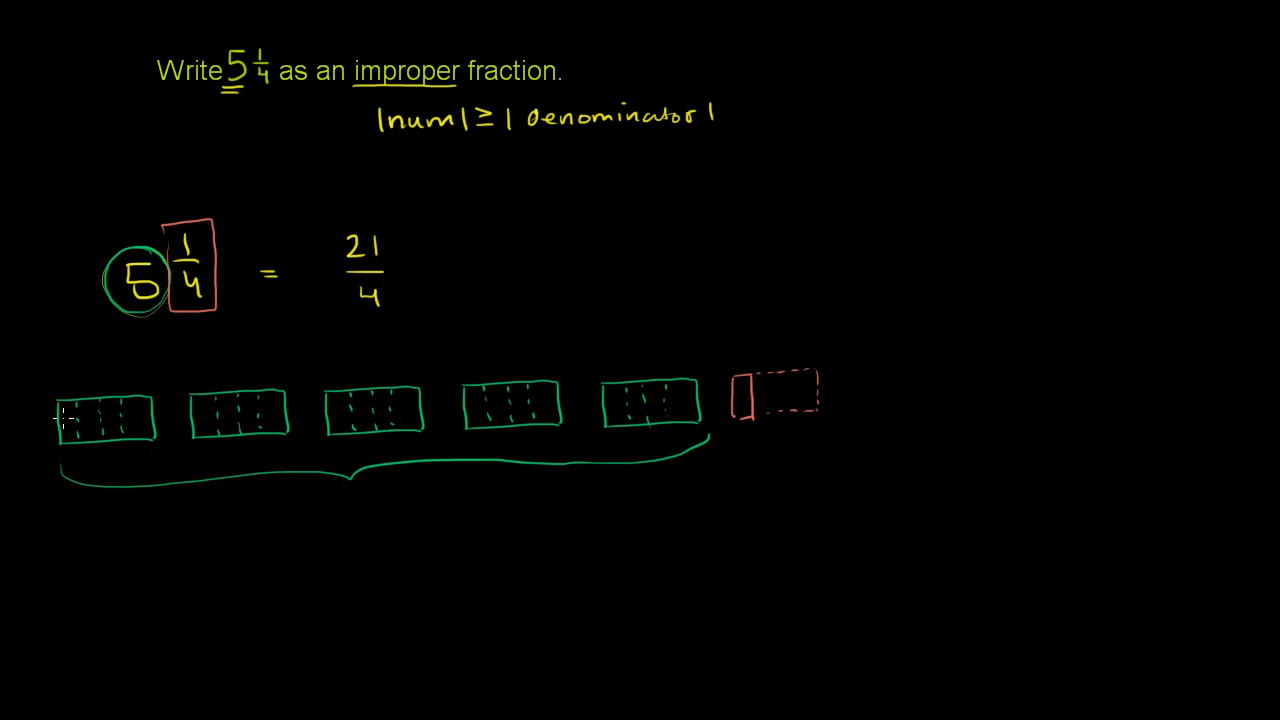 Write 5 1/4 as an improper fraction.
|num| ≥ |denominator|
5 1/4 = 21/4